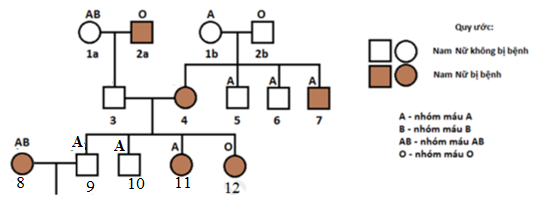 AB O A O
1a 2a 1b 2b
A A A
3 4 5 6 7
AB A A A O
8 9 10 11 12
Quy ước:
Nam Nữ không bị bệnh
Nam Nữ bị bệnh
A - nhóm máu A
B - nhóm máu B
AB - nhóm máu AB
O - nhóm máu O